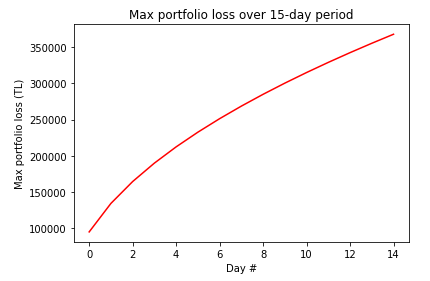 Max portfolio loss over 15-day period
350000
300000
250000
200000
150000
100000
Max portfolio loss (TL)
0 2 4 6 8 10 12 14
Day #